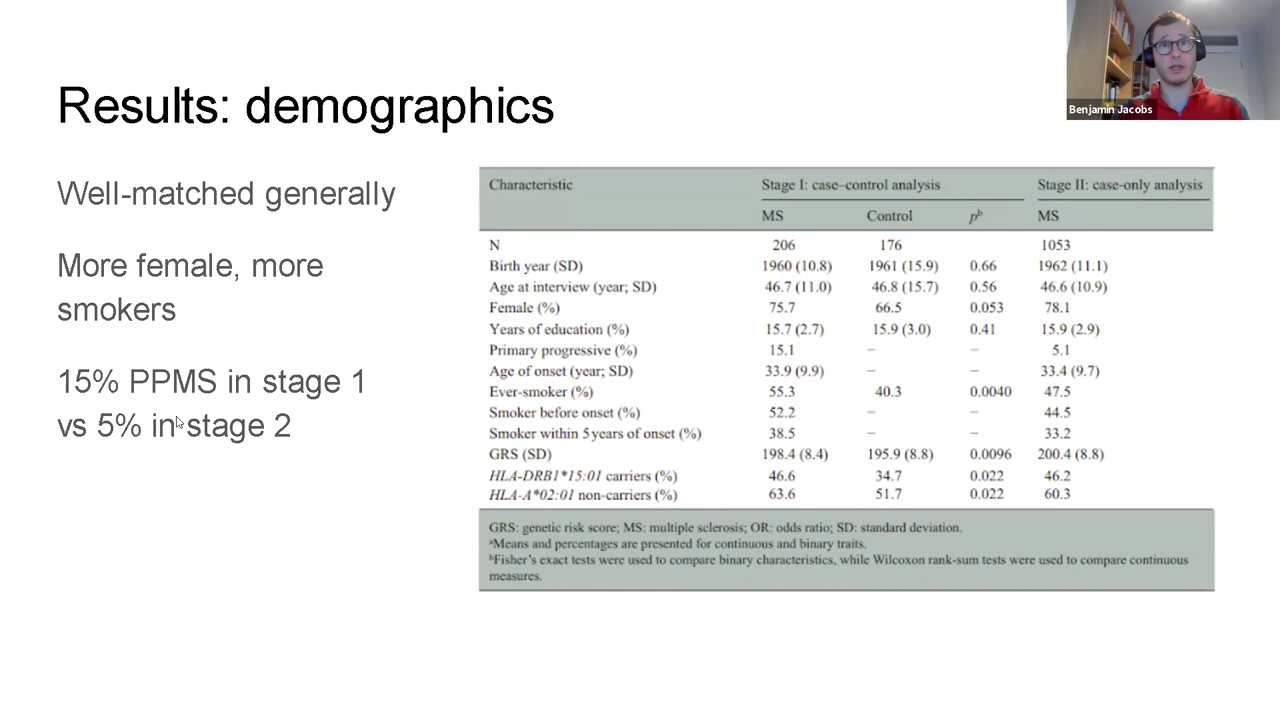 Benjamin Jacobs
Results: demographics
Well-matched generally
More female, more
smokers
15% PPMS in stage 1
vs 5% in stage 2
Characteristic Stage I: case–control analysis Stage II: case-only analysis
MS Control pᵇ MS
N 206 176 1053
Birth year (SD) 1960 (10.8) 1961 (15.9) 0.66 1962 (11.1)
Age at interview (year; SD) 46.7 (11.0) 46.8 (15.7) 0.56 46.6 (10.9)
Female (%) 75.7 66.5 0.053 78.1
Years of education (%) 15.7 (2.7) 15.9 (3.0) 0.41 15.9 (2.9)
Primary progressive (%) 15.1 – – 5.1
Age of onset (year; SD) 33.9 (9.9) – – 33.4 (9.7)
Ever-smoker (%) 55.3 40.3 0.0040 47.5
Smoker before onset (%) 52.2 – – 44.5
Smoker within 5 years of onset (%) 38.5 – – 33.2
GRS (SD) 198.4 (8.4) 195.9 (8.8) 0.0096 200.4 (8.8)
HLA-DRB1*15:01 carriers (%) 46.6 34.7 0.022 46.2
HLA-A*02:01 non-carriers (%) 63.6 51.7 0.022 60.3
GRS: genetic risk score; MS: multiple sclerosis; OR: odds ratio; SD: standard deviation.
ᵃMeans and percentages are presented for continuous and binary traits.
ᵇFisher's exact tests were used to compare binary characteristics, while Wilcoxon rank-sum tests were used to compare continuous
measures.